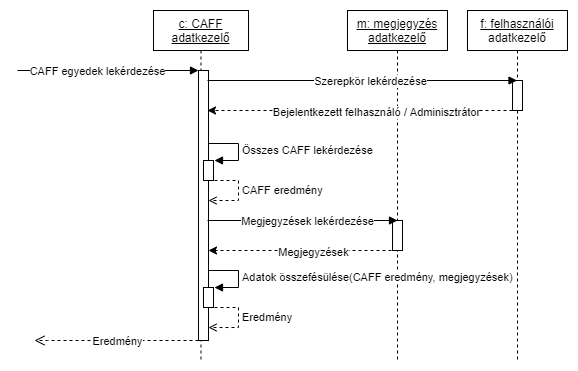 c: CAFF
adatkezelő
m: megjegyzés
adatkezelő
f: felhasználói
adatkezelő
CAFF egyedek lekérdezése
Szerepkör lekérdezése
Bejelentkezett felhasználó / Adminisztrátor
Összes CAFF lekérdezése
CAFF eredmény
Megjegyzések lekérdezése
Megjegyzések
Adatok összefésülése(CAFF eredmény, megjegyzések)
Eredmény
Eredmény